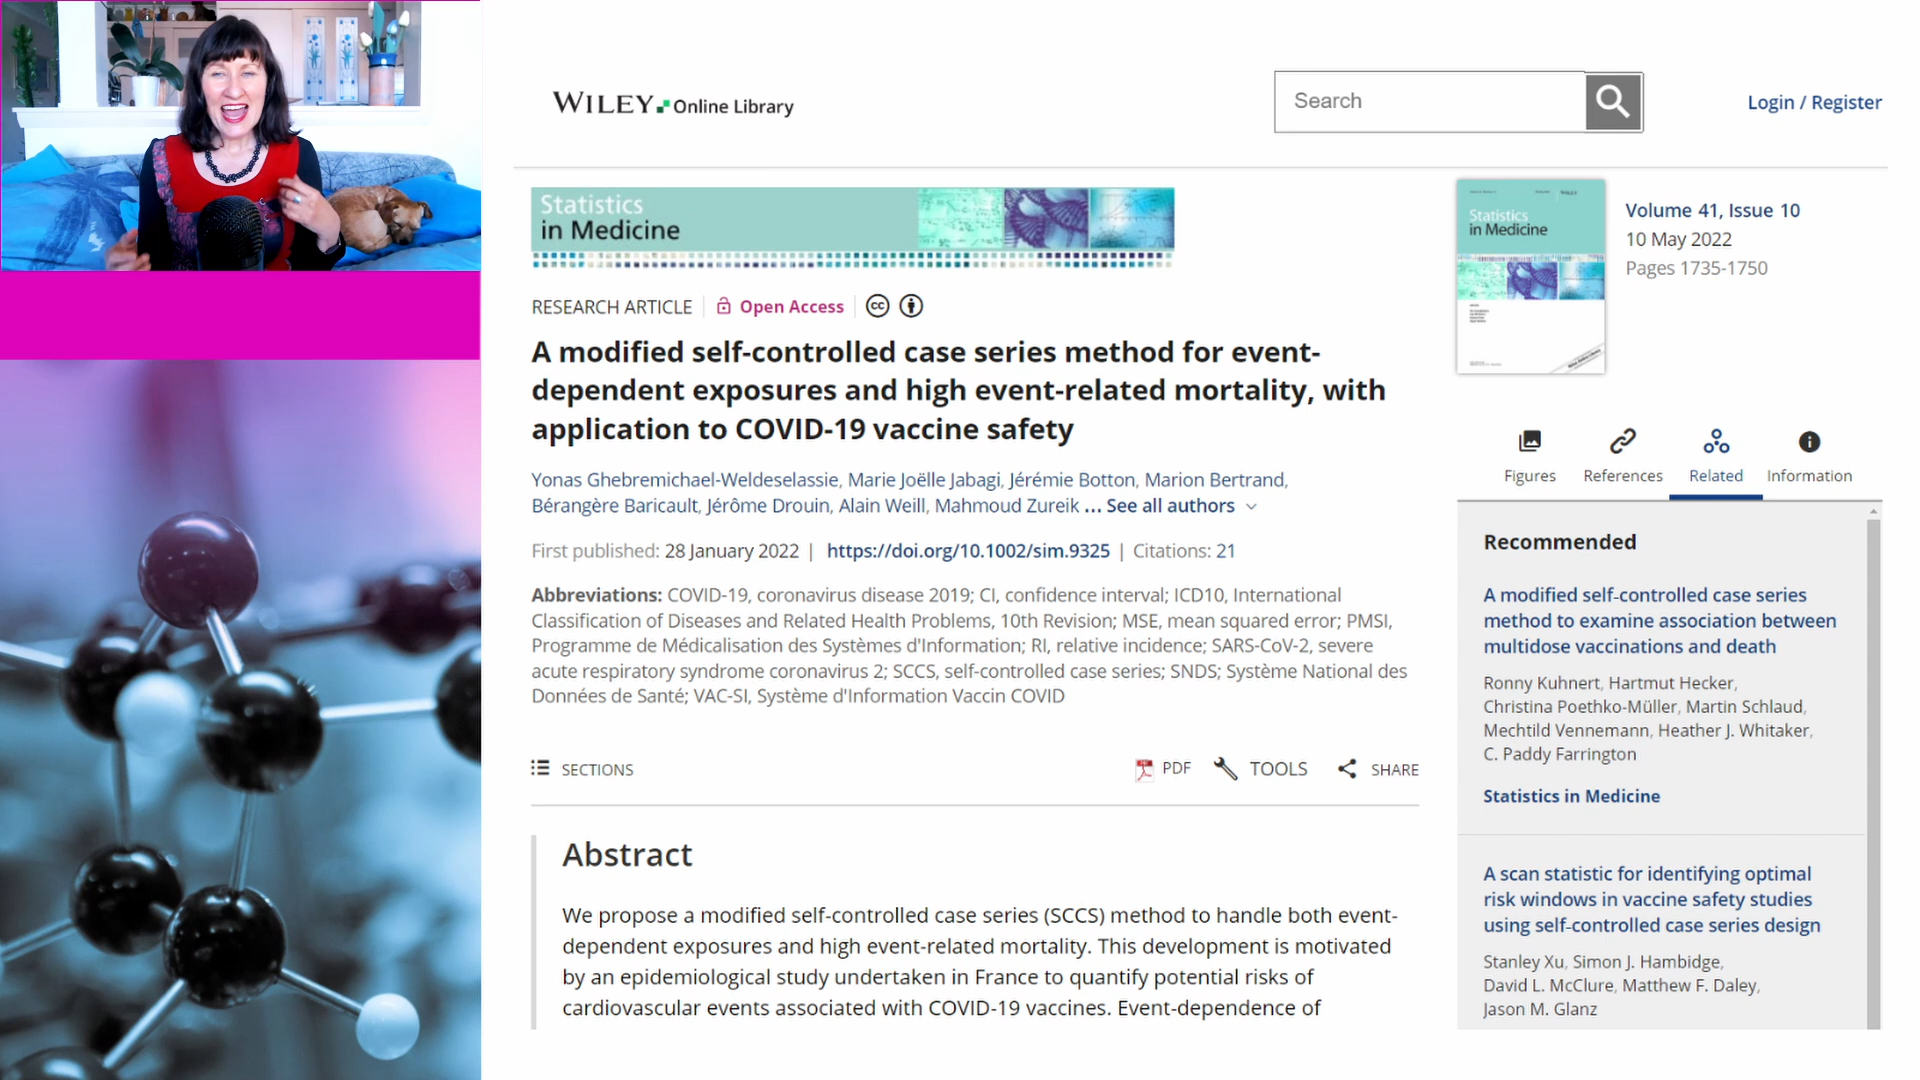 WILEY Online Library
Search
Login / Register
Statistics
in Medicine
RESEARCH ARTICLE
Open Access
cc
A modified self-controlled case series method for event-
dependent exposures and high event-related mortality, with
application to COVID-19 vaccine safety
Yonas Ghebremichael-Weldeselassie, Marie Joëlle Jabagi, Jérémie Botton, Marion Bertrand,
Bérangère Baricault, Jérôme Drouin, Alain Weill, Mahmoud Zureik ... See all authors
First published: 28 January 2022 | https://doi.org/10.1002/sim.9325 | Citations: 21
Abbreviations: COVID-19, coronavirus disease 2019; CI, confidence interval; ICD10, International
Classification of Diseases and Related Health Problems, 10th Revision; MSE, mean squared error; PMSI,
Programme de Médicalisation des Systèmes d'Information; RI, relative incidence; SARS-CoV-2, severe
acute respiratory syndrome coronavirus 2; SCCS, self-controlled case series; SNDS; Système National des
Données de Santé; VAC-SI, Système d'Information Vaccin COVID
SECTIONS
PDF
TOOLS
SHARE
Abstract
We propose a modified self-controlled case series (SCCS) method to handle both event-
dependent exposures and high event-related mortality. This development is motivated
by an epidemiological study undertaken in France to quantify potential risks of
cardiovascular events associated with COVID-19 vaccines. Event-dependence of
Statistics
in Medicine
Volume 41, Issue 10
10 May 2022
Pages 1735-1750
Figures
References
Related
Information
Recommended
A modified self-controlled case series
method to examine association between
multidose vaccinations and death
Ronny Kuhnert, Hartmut Hecker,
Christina Poethko-Müller, Martin Schlaud,
Mechtild Vennemann, Heather J. Whitaker,
C. Paddy Farrington
Statistics in Medicine
A scan statistic for identifying optimal
risk windows in vaccine safety studies
using self-controlled case series design
Stanley Xu, Simon J. Hambidge,
David L. McClure, Matthew F. Daley,
Jason M. Glanz